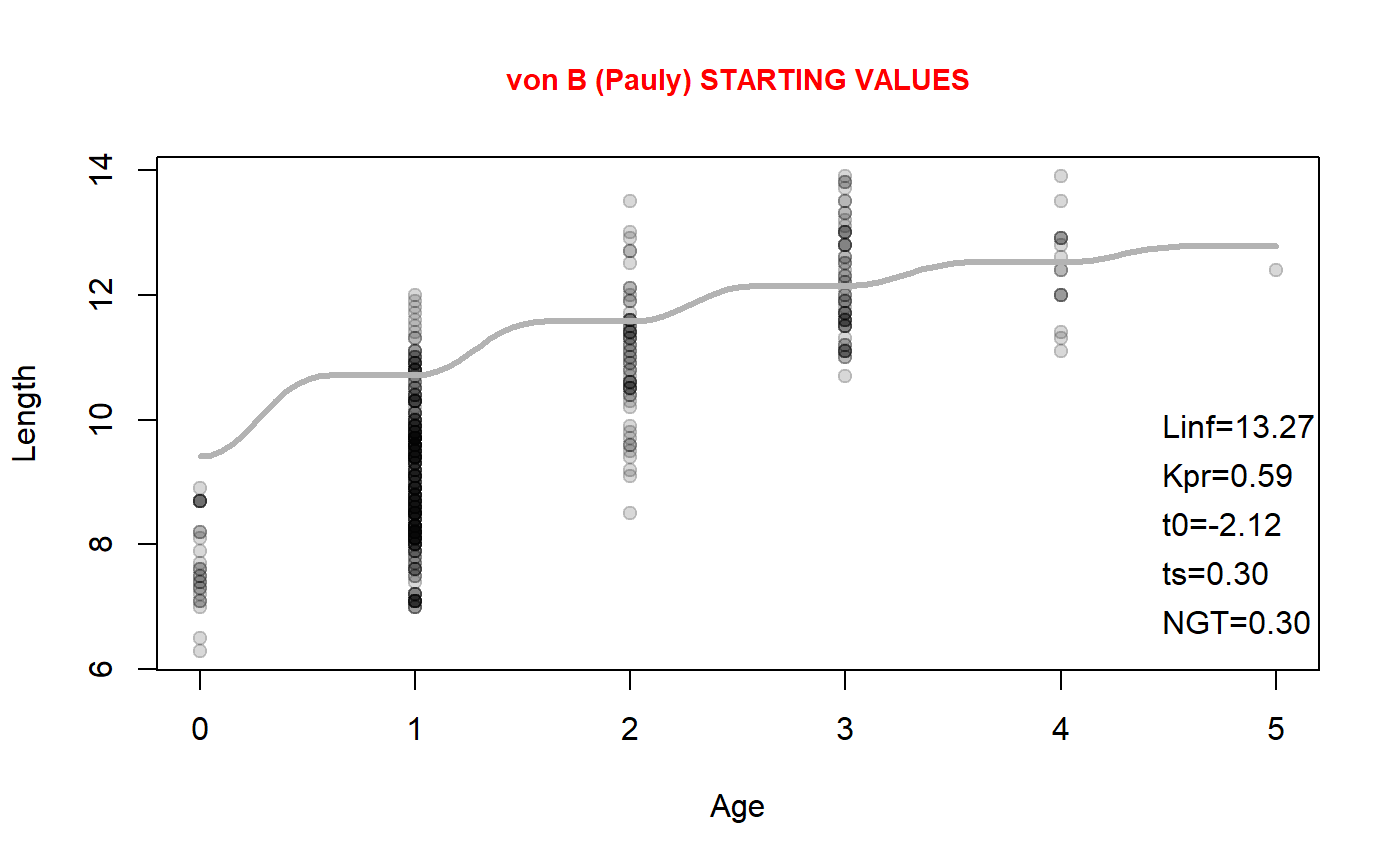 von B (Pauly) STARTING VALUES
14
12
10
8
6
Length
Linf=13.27
Kpr=0.59
t0=-2.12
ts=0.30
NGT=0.30
0 1 2 3 4 5
Age